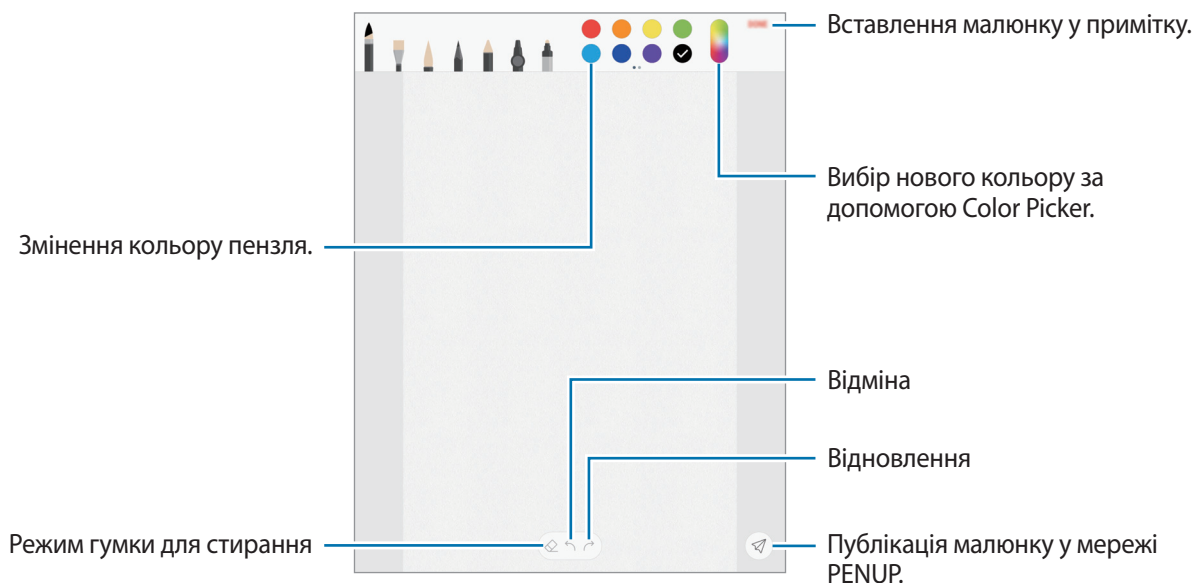 DONE
Вставлення малюнку у примітку.
Вибір нового кольору за
допомогою Color Picker.
Змінення кольору пензля.
Відміна
Відновлення
Режим гумки для стирання
Публікація малюнку у мережі
PENUP.